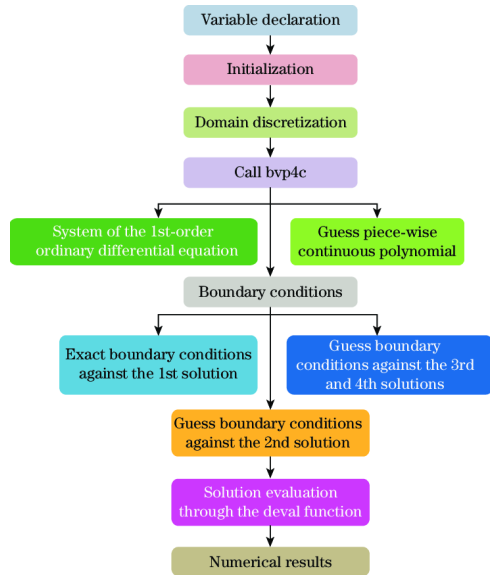 Variable declaration
Initialization
Domain discretization
Call bvp4c
System of the 1st-order
ordinary differential equation
Guess piece-wise
continuous polynomial
Boundary conditions
Exact boundary conditions
against the 1st solution
Guess boundary
conditions against the 3rd
and 4th solutions
Guess boundary conditions
against the 2nd solution
Solution evaluation
through the deval function
Numerical results